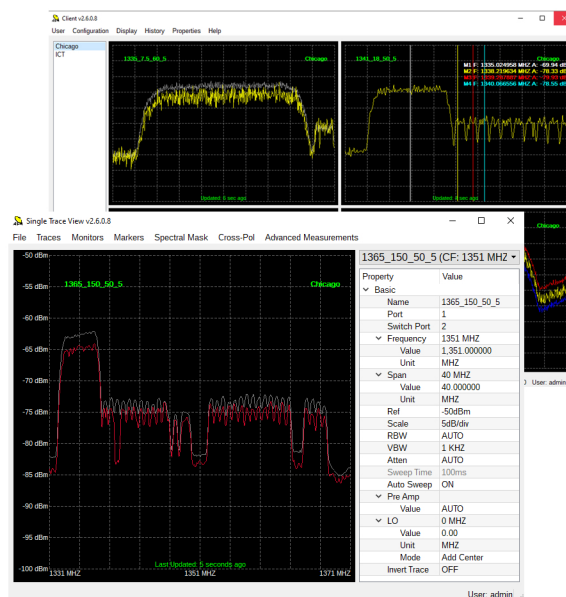 Client v2.6.0.8
User Configuration Display History Properties Help
Chicago
ICT
1335_7.5_60_5 Chicago
Updated: 6 sec ago
1341_18_50_5 Chicago
M1 F: 1335.024958 MHZ A: -69.94 dB
M2 F: 1338.219634 MHZ A: -78.33 dB
M4 F: 1340.066556 MHZ A: -78.55 dB
Updated: 6 sec ago
Chicago
User: admin
Single Trace View v2.6.0.8
File Traces Monitors Markers Spectral Mask Cross-Pol Advanced Measurements
-50 dBm
1365_150_50_5 Chicago
-55 dBm
-60 dBm
-65 dBm
-70 dBm
-75 dBm
-80 dBm
-85 dBm
-90 dBm
-95 dBm
-100 dBm
Last Updated: 5 seconds ago
1331 MHZ 1351 MHZ 1371 MHZ
1365_150_50_5 (CF: 1351 MHZ
Property Value
Basic
Name 1365_150_50_5
Port 1
Switch Port 2
Frequency 1351 MHZ
Value 1,351.000000
Unit MHZ
Span 40 MHZ
Value 40.000000
Unit MHZ
Ref -50dBm
Scale 5dB/div
RBW AUTO
VBW 1 KHZ
Atten AUTO
Sweep Time 100ms
Auto Sweep ON
Pre Amp
Value AUTO
LO 0 MHZ
Value 0.00
Unit MHZ
Mode Add Center
Invert Trace OFF
User: admin